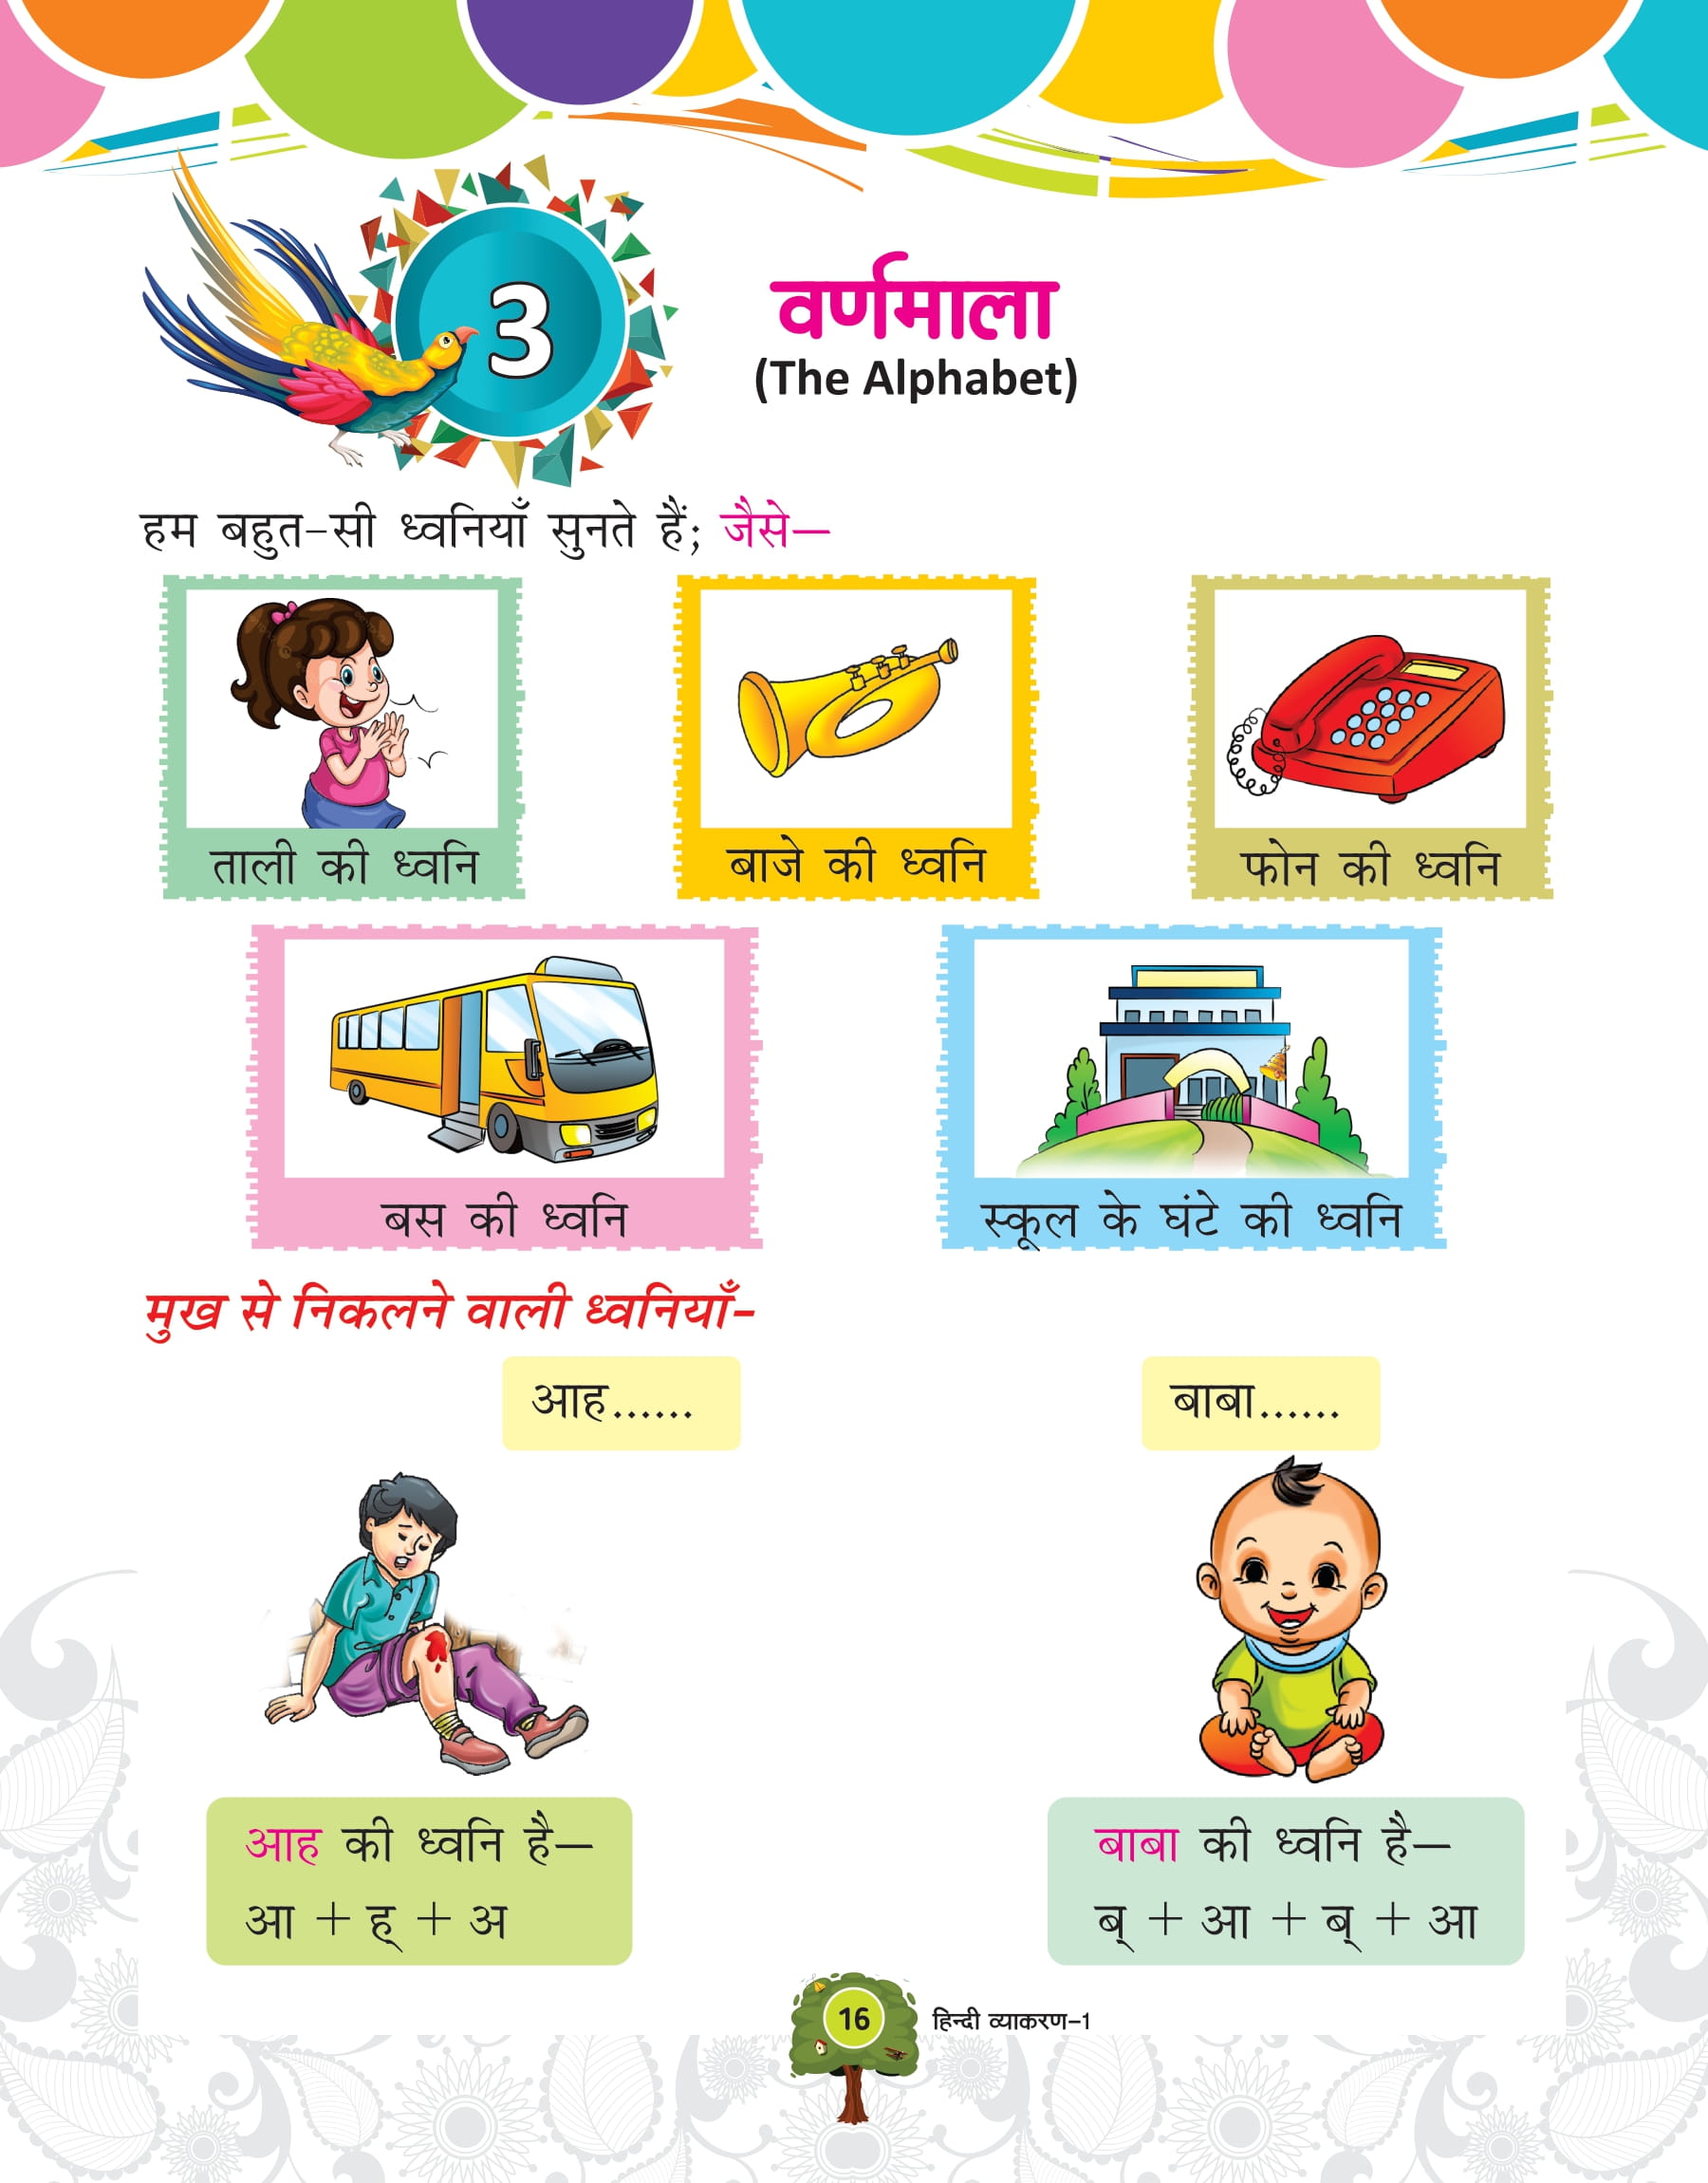 3
वर्णमाला
(The Alphabet)
हम बहुत-सी ध्वनियाँ सुनते हैं; जैसे—
ताली की ध्वनि
बाजे की ध्वनि
फोन की ध्वनि
बस की ध्वनि
स्कूल के घंटे की ध्वनि
मुख से निकलने वाली ध्वनियाँ-
आह......
बाबा......
आह की ध्वनि है—
आ + ह् + अ
बाबा की ध्वनि है—
ब् + आ + ब् + आ
16
हिन्दी व्याकरण-1